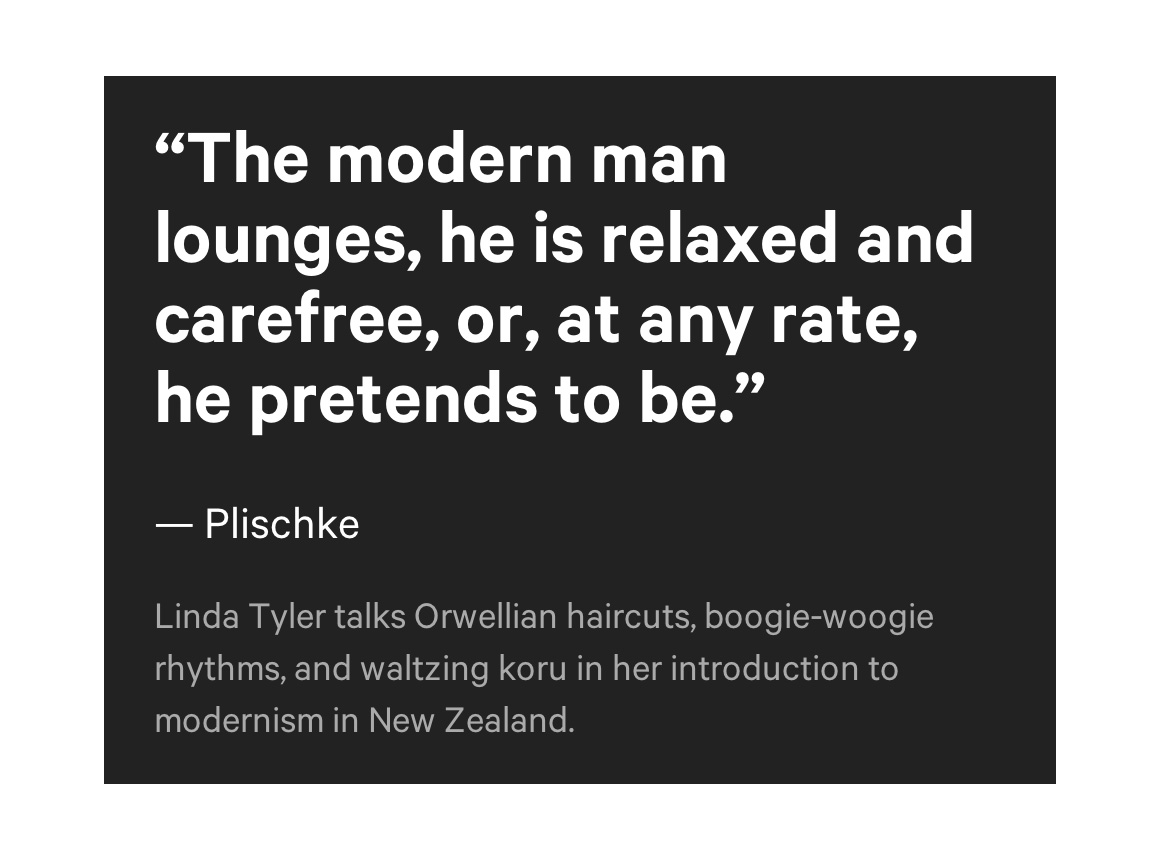 “The modern man
lounges, he is relaxed and
carefree, or, at any rate,
he pretends to be.”
— Plischke
Linda Tyler talks Orwellian haircuts, boogie-woogie
rhythms, and waltzing koru in her introduction to
modernism in New Zealand.